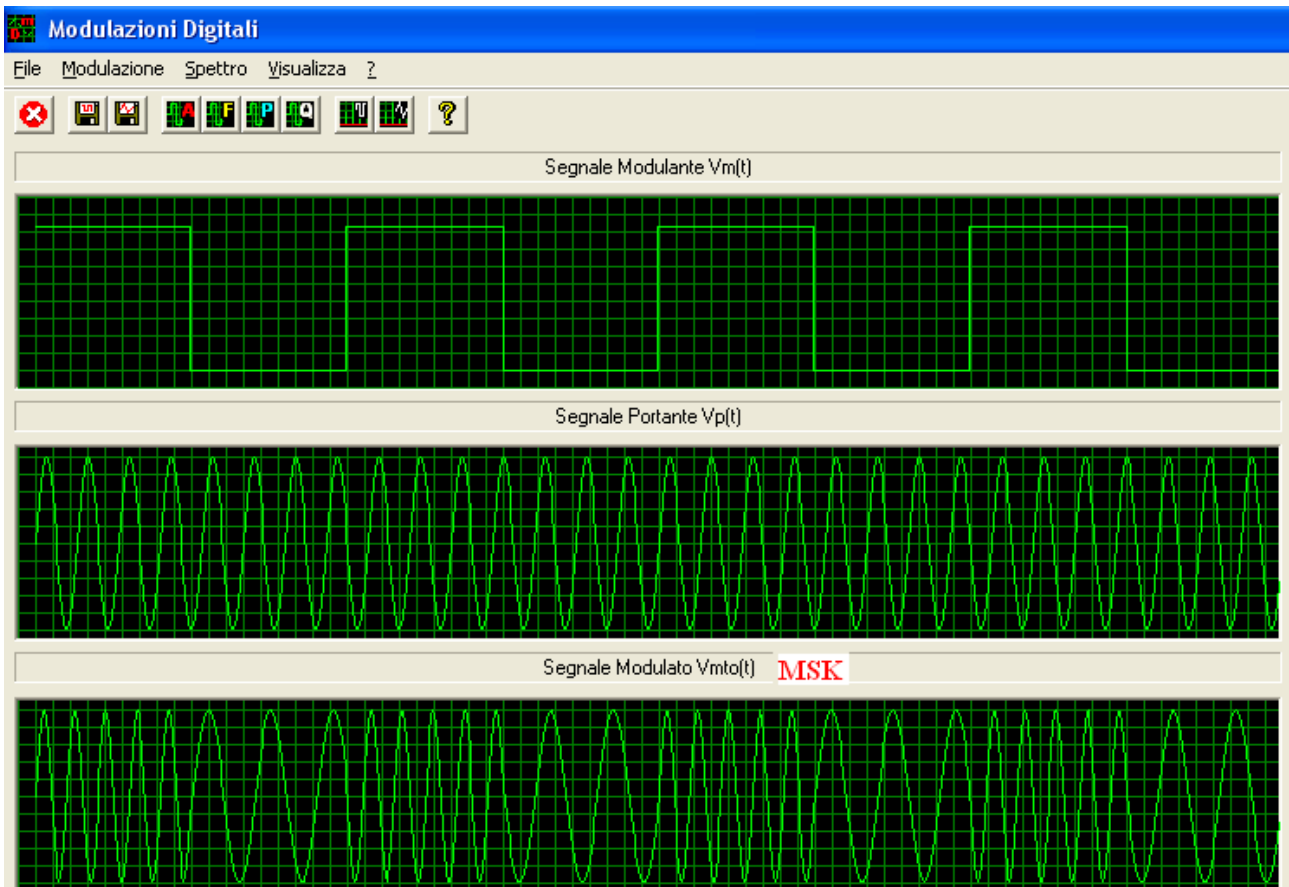 Modulazioni Digitali
File Modulazione Spettro Visualizza ?
A F P Q ?
Segnale Modulante Vm(t)
Segnale Portante Vp(t)
Segnale Modulato Vmto(t) MSK